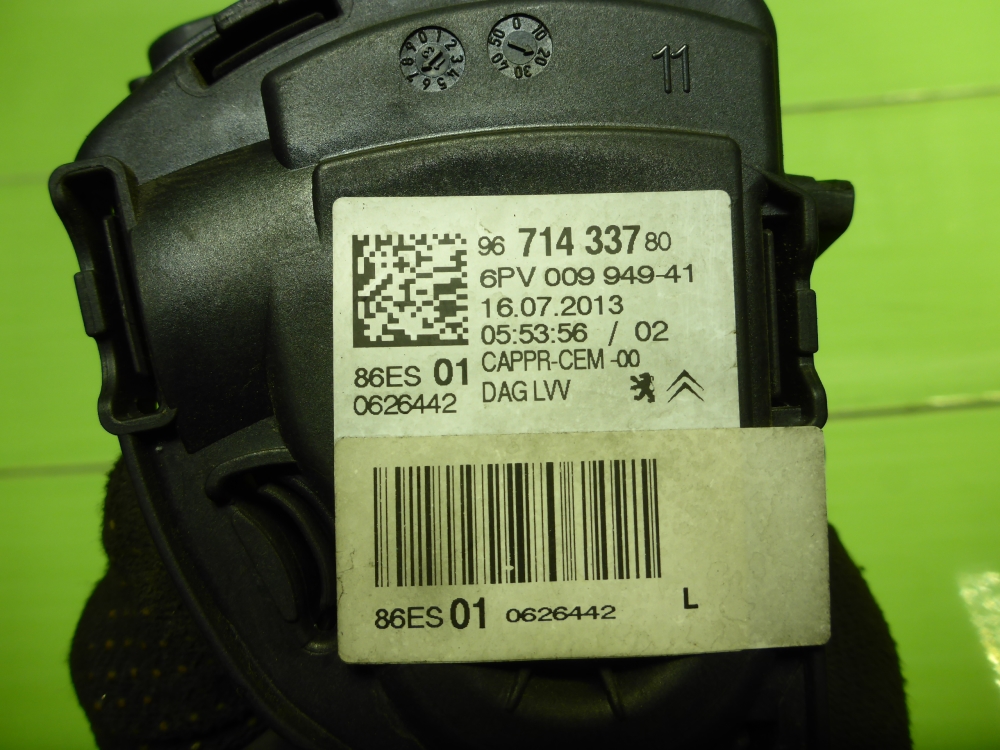 11
96 714 337 80
6PV 009 949-41
16.07.2013
05:53:56 / 02
CAPPR-CEM -00
DAG LVV
86ES 01
0626442
86ES 01 0626442 L